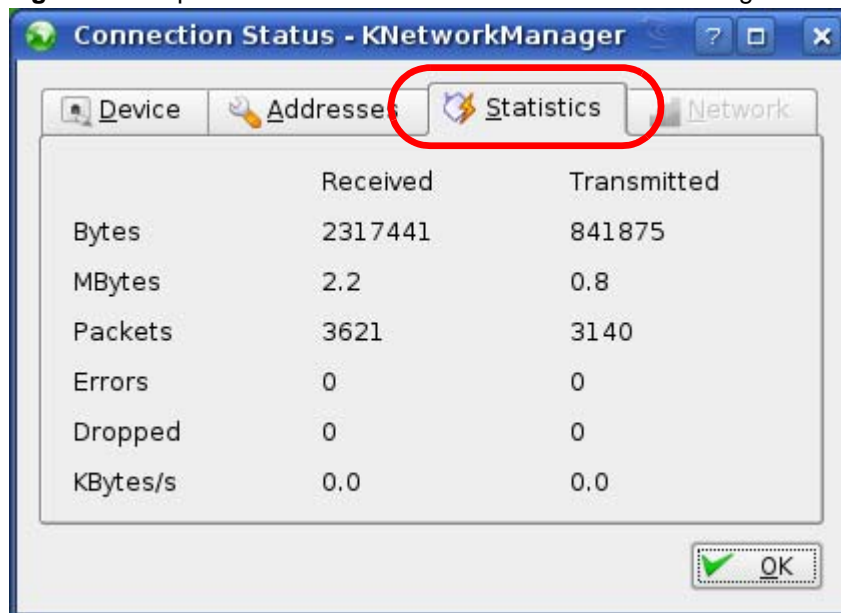 Connection Status - KNetworkManager
Device Addresses Statistics Network
Received Transmitted
Bytes 2317441 841875
MBytes 2.2 0.8
Packets 3621 3140
Errors 0 0
Dropped 0 0
KBytes/s 0.0 0.0
OK